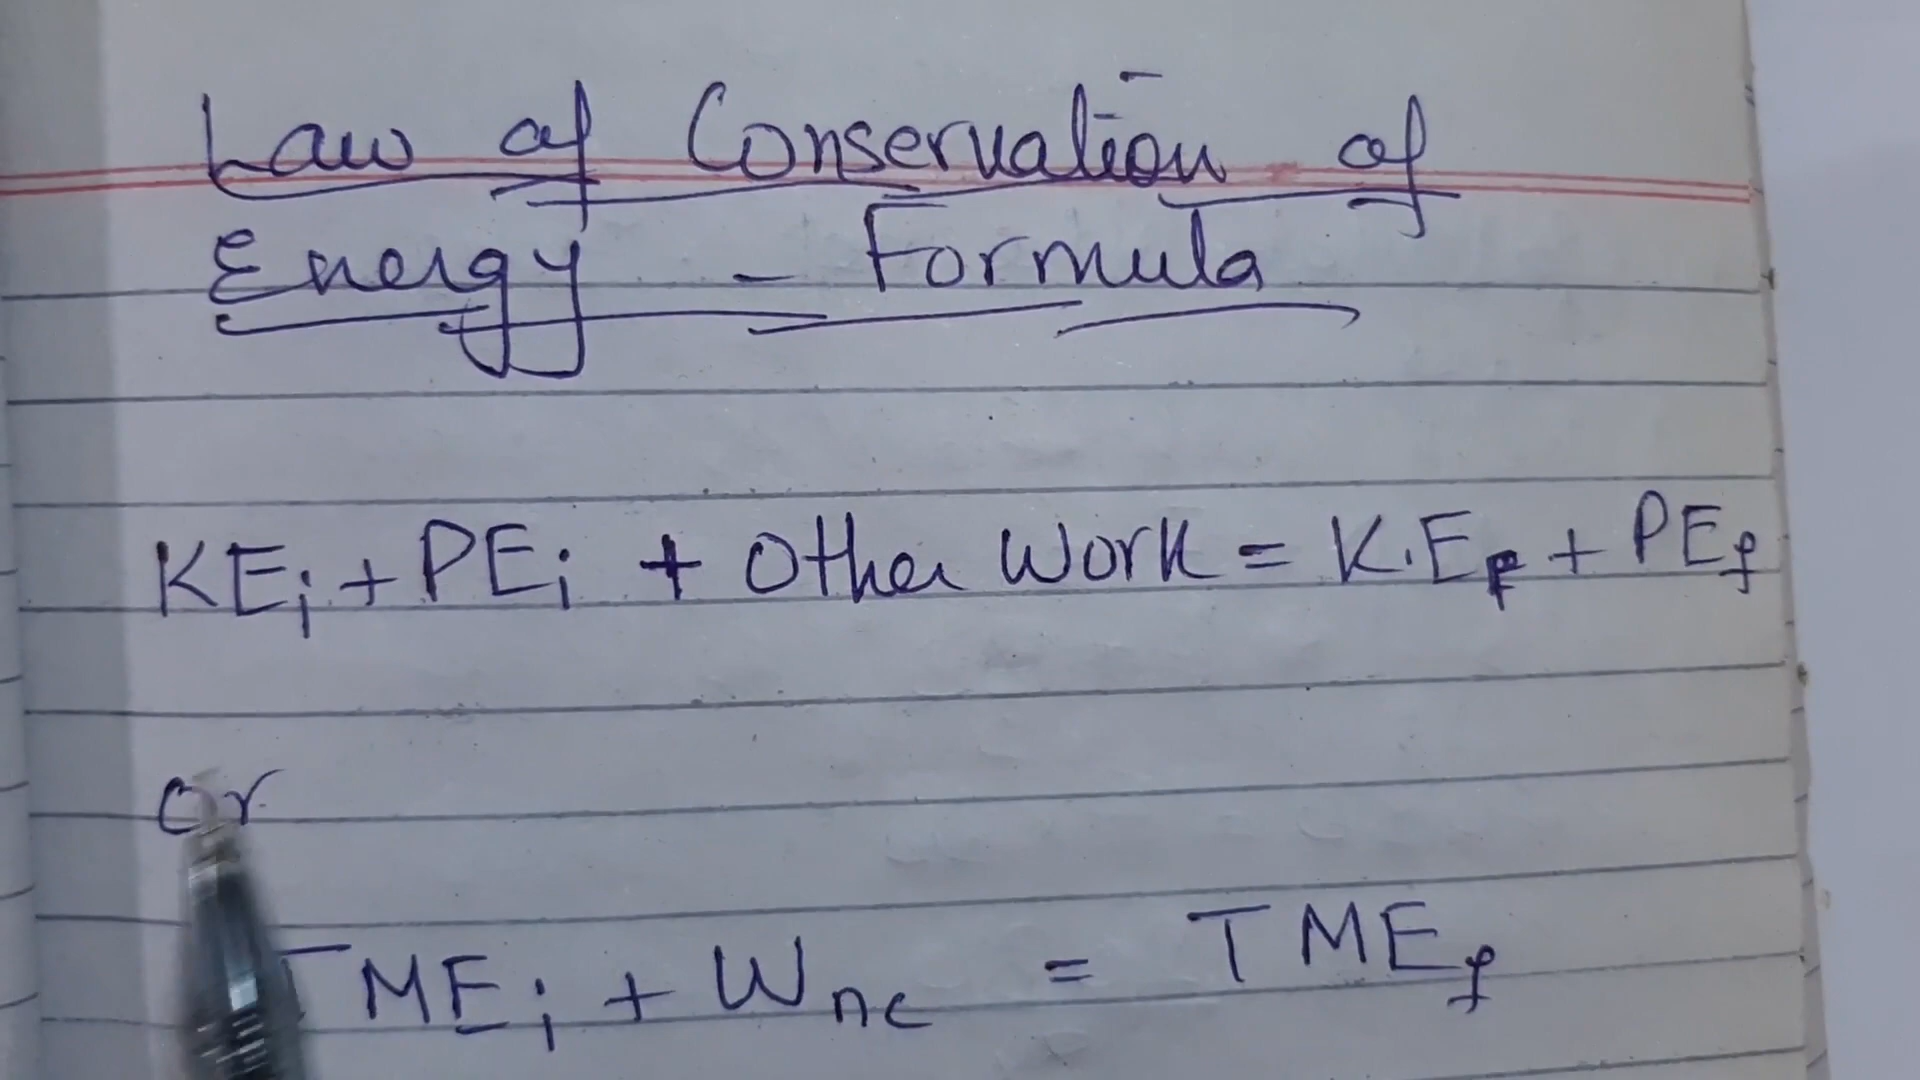 Law of Conservation of
Energy - Formula
KEi + PEi + Other Work = K.EF + PEf
or
TMEi + Wnc = TMEf